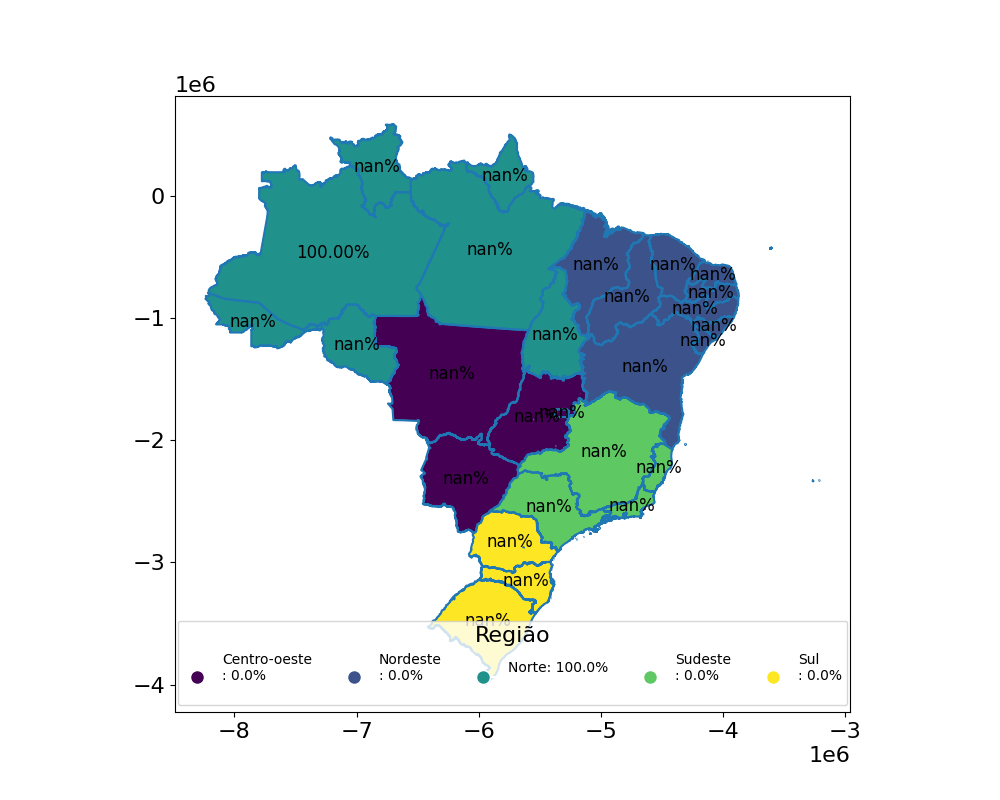 1e6
nan%
nan%
0
nan%
100.00%
nan%
nan%
nan%
nan%
nan%
nan%
−1
nan%
nan%
nan%
nan%
nan%
nan%
nan%
nan%
nan%
nan%
−2
nan%
nan%
nan%
nan%
nan%
nan%
−3
nan%
nan%
Região
Centro-oeste
: 0.0%
Nordeste
: 0.0%
Norte: 100.0%
Sudeste
: 0.0%
Sul
: 0.0%
−4
−8
−7
−6
−5
−4
−3
1e6